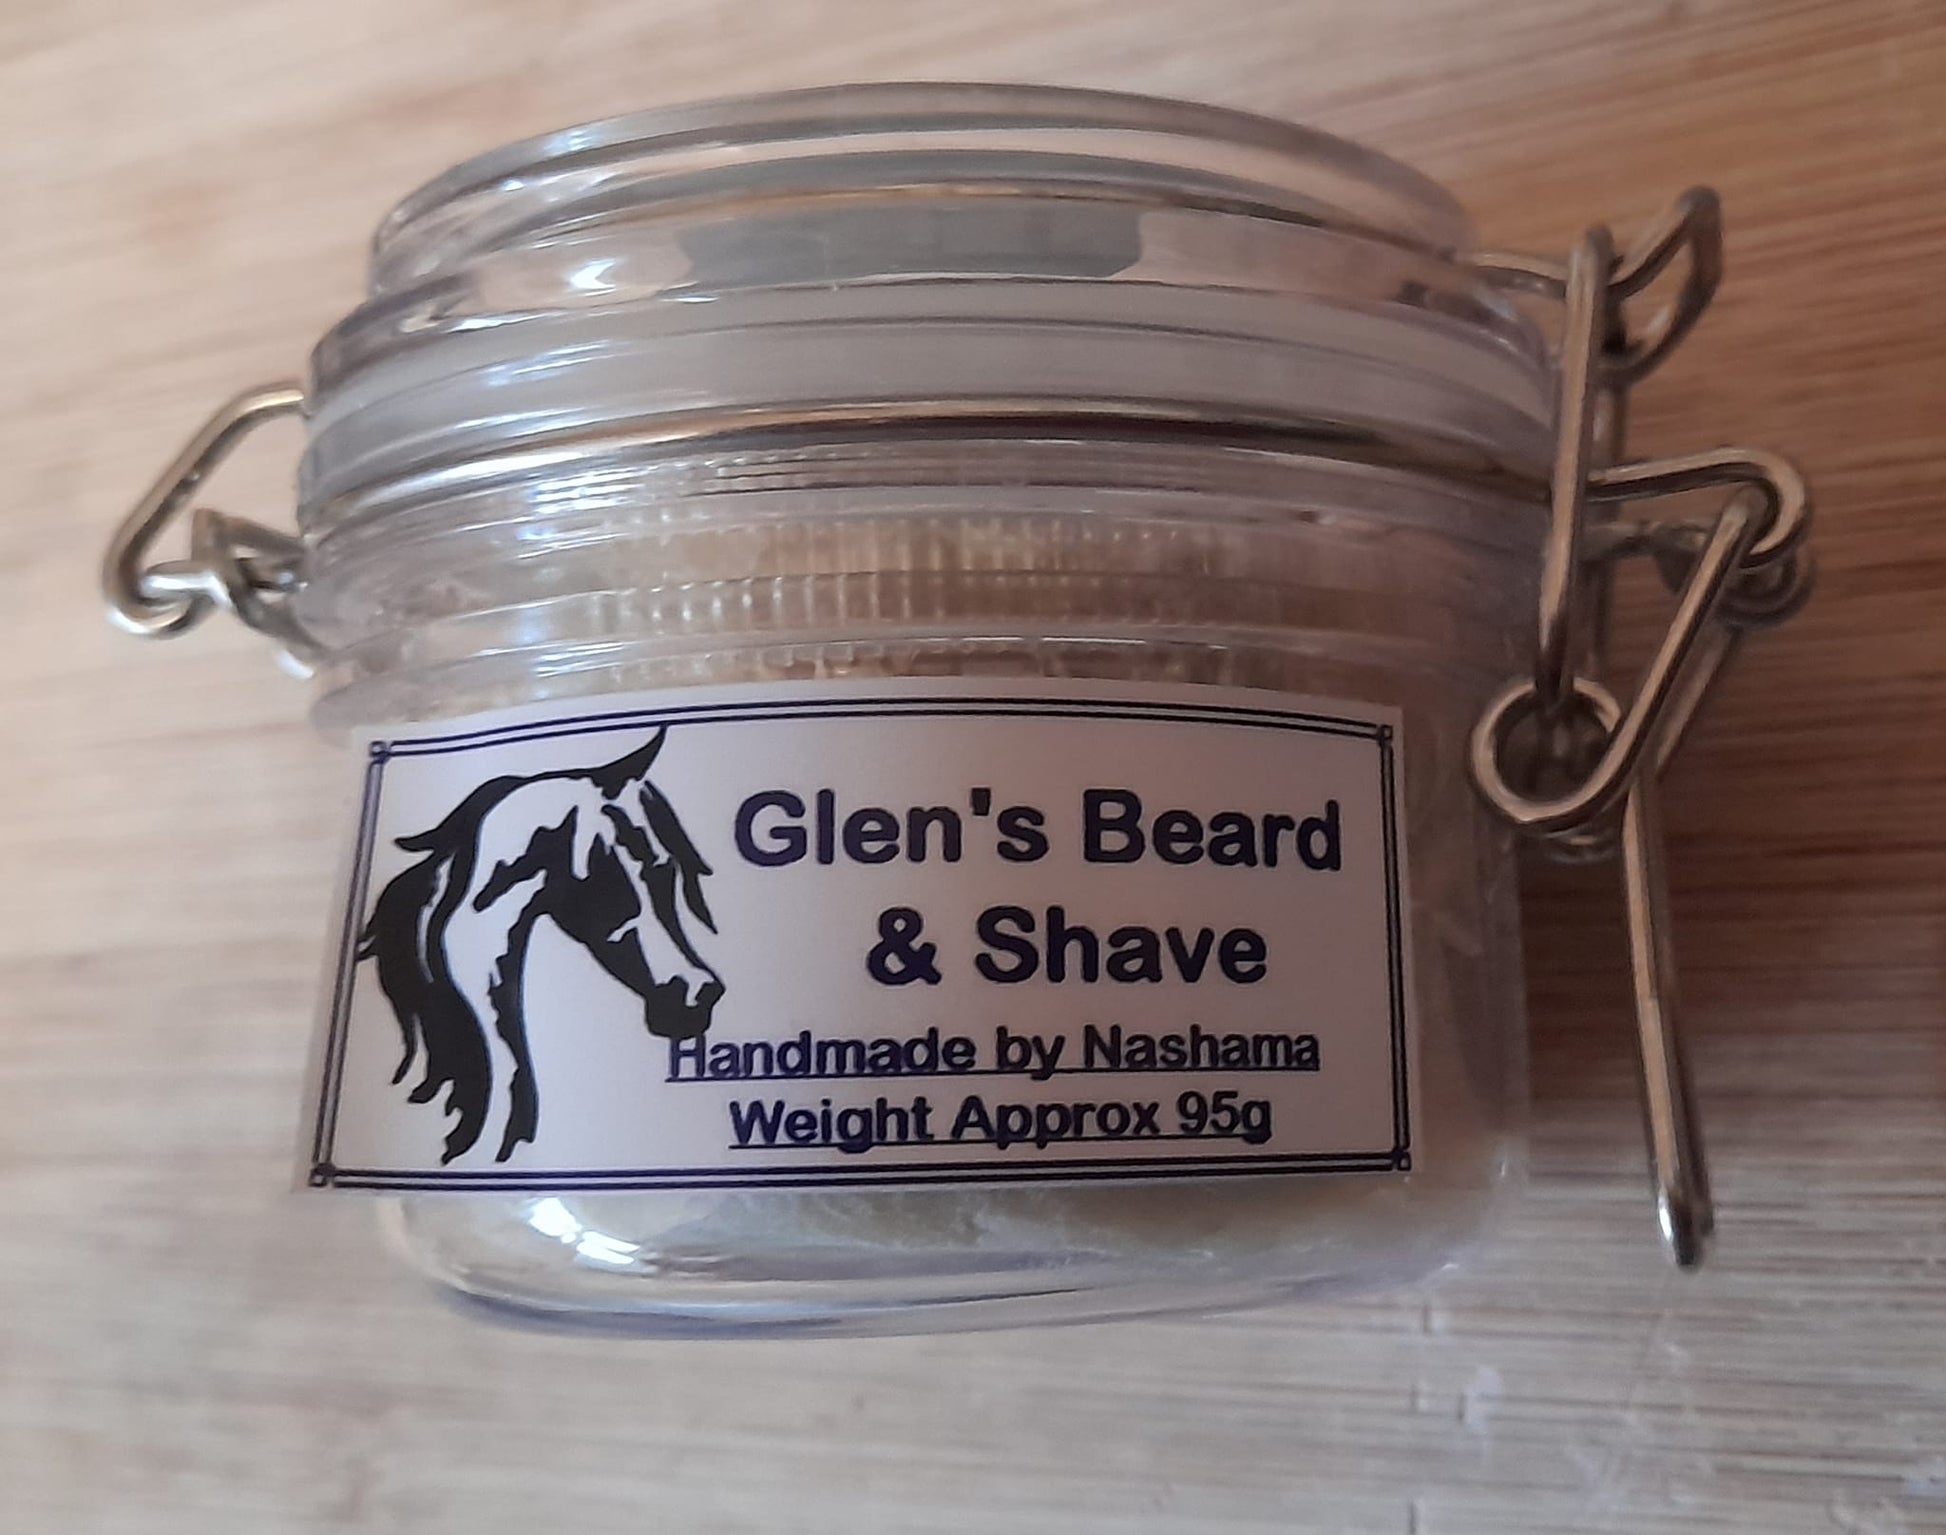 Glen's Beard
& Shave
Handmade by Nashama
Weight Approx 95g